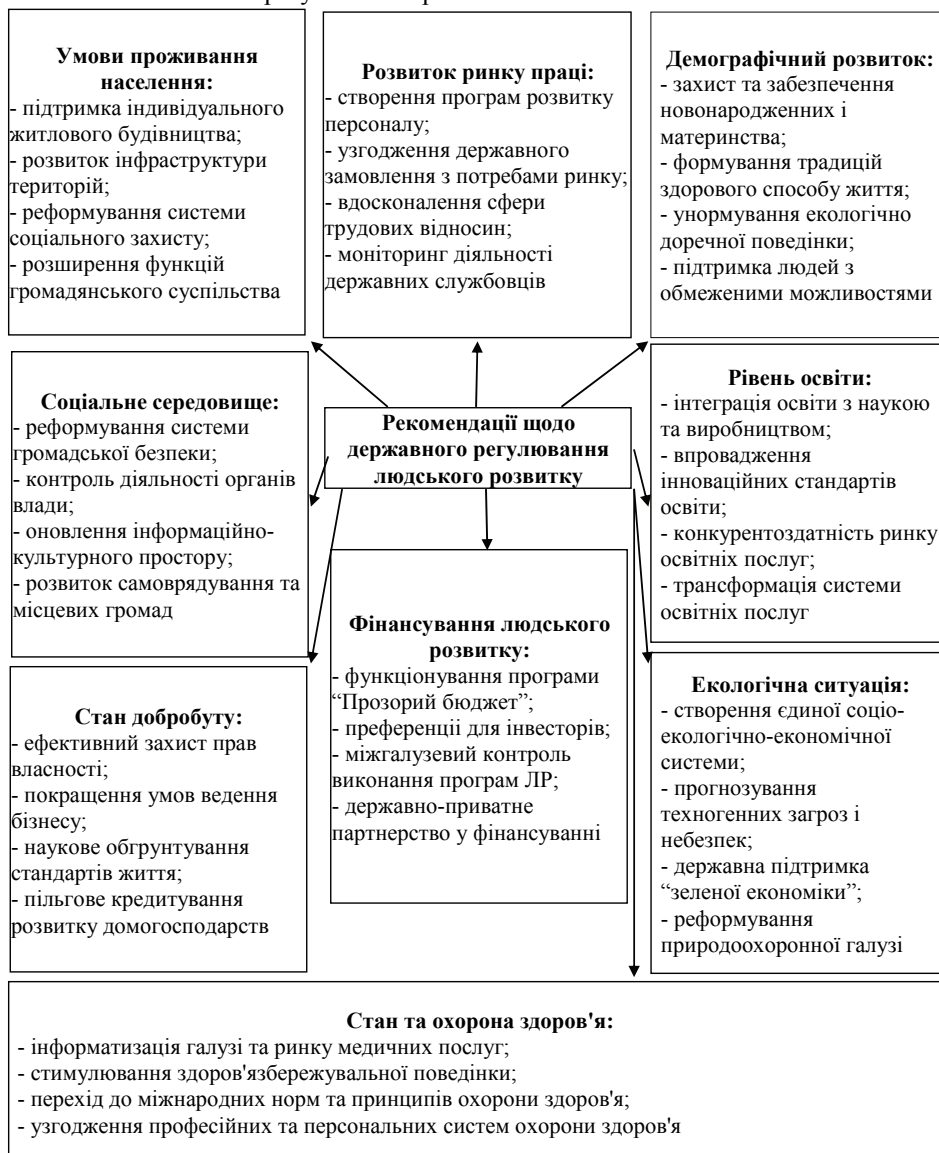 Умови проживання
населення:
- підтримка індивідуального
житлового будівництва;
- розвиток інфраструктури
територій;
- реформування системи
соціального захисту;
- розширення функцій
громадянського суспільства
Розвиток ринку праці:
- створення програм розвитку
персоналу;
- узгодження державного
замовлення з потребами ринку;
- вдосконалення сфери
трудових відносин;
- моніторинг діяльності
державних службовців
Демографічний розвиток:
- захист та забезпечення
новонародженних і
материнства;
- формування традицій
здорового способу життя;
- унормування екологічно
доречної поведінки;
- підтримка людей з
обмеженими можливостями
Соціальне середовище:
- реформування системи
громадської безпеки;
- контроль діяльності органів
влади;
- оновлення інформаційно-
культурного простору;
- розвиток самоврядування та
місцевих громад
Рекомендації щодо
державного регулювання
людського розвитку
Рівень освіти:
- інтеграція освіти з наукою
та виробництвом;
- впровадження
інноваційних стандартів
освіти;
- конкурентоздатність ринку
освітніх послуг;
- трансформація системи
освітніх послуг
Стан добробуту:
- ефективний захист прав
власності;
- покращення умов ведення
бізнесу;
- наукове обгрунтування
стандартів життя;
- пільгове кредитування
розвитку домогосподарств
Фінансування людського
розвитку:
- функціонування програми
“Прозорий бюджет”;
- преференції для інвесторів;
- міжгалузевий контроль
виконання програм ЛР;
- державно-приватне
партнерство у фінансуванні
Екологічна ситуація:
- створення єдиної соціо-
екологічно-економічної
системи;
- прогнозування
техногенних загроз і
небезпек;
- державна підтримка
“зеленої економіки”;
- реформування
природоохоронної галузі
Стан та охорона здоров'я:
- інформатизація галузі та ринку медичних послуг;
- стимулювання здоров'язбережувальної поведінки;
- перехід до міжнародних норм та принципів охорони здоров'я;
- узгодження професійних та персональних систем охорони здоров'я